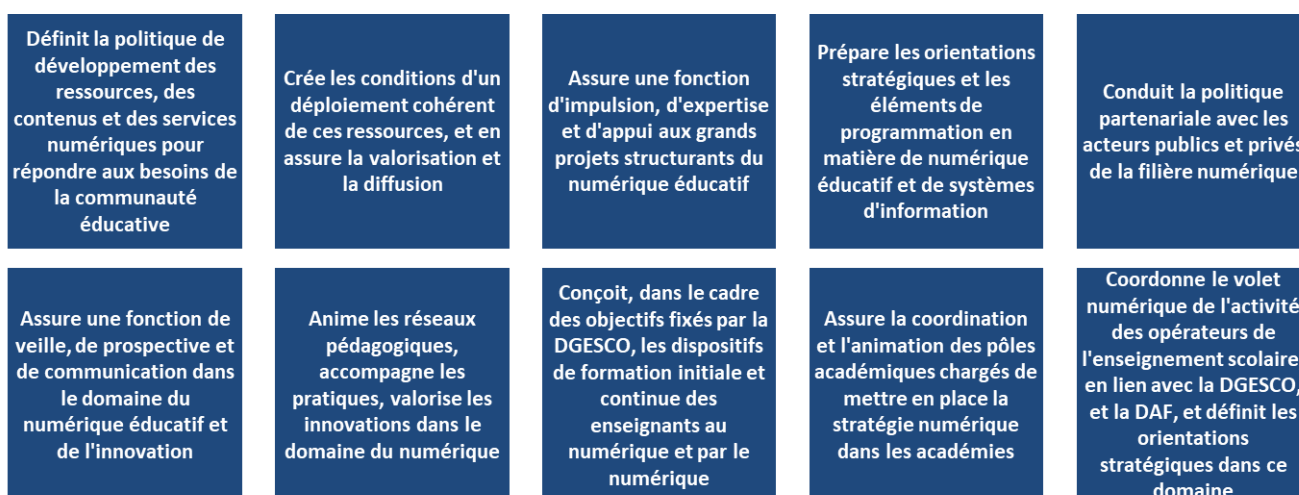 Définit la politique de
développement des
ressources, des
contenus et des services
numériques pour
répondre aux besoins de
la communauté
éducative
Crée les conditions d'un
déploiement cohérent
de ces ressources, et en
assure la valorisation et
la diffusion
Assure une fonction
d'impulsion, d'expertise
et d'appui aux grands
projets structurants du
numérique éducatif
Prépare les orientations
stratégiques et les
éléments de
programmation en
matière de numérique
éducatif et de systèmes
d'information
Conduit la politique
partenariale avec les
acteurs publics et privés
de la filière numérique
Assure une fonction de
veille, de prospective et
de communication dans
le domaine du
numérique éducatif et
de l'innovation
Anime les réseaux
pédagogiques,
accompagne les
pratiques, valorise les
innovations dans le
domaine du numérique
Conçoit, dans le cadre
des objectifs fixés par la
DGESCO, les dispositifs
de formation initiale et
continue des
enseignants au
numérique et par le
numérique
Assure la coordination
et l'animation des pôles
académiques chargés de
mettre en place la
stratégie numérique
dans les académies
Coordonne le volet
numérique de l'activité
des opérateurs de
l'enseignement scolaire
en lien avec la DGESCO,
et la DAF, et définit les
orientations
stratégiques dans ce
domaine